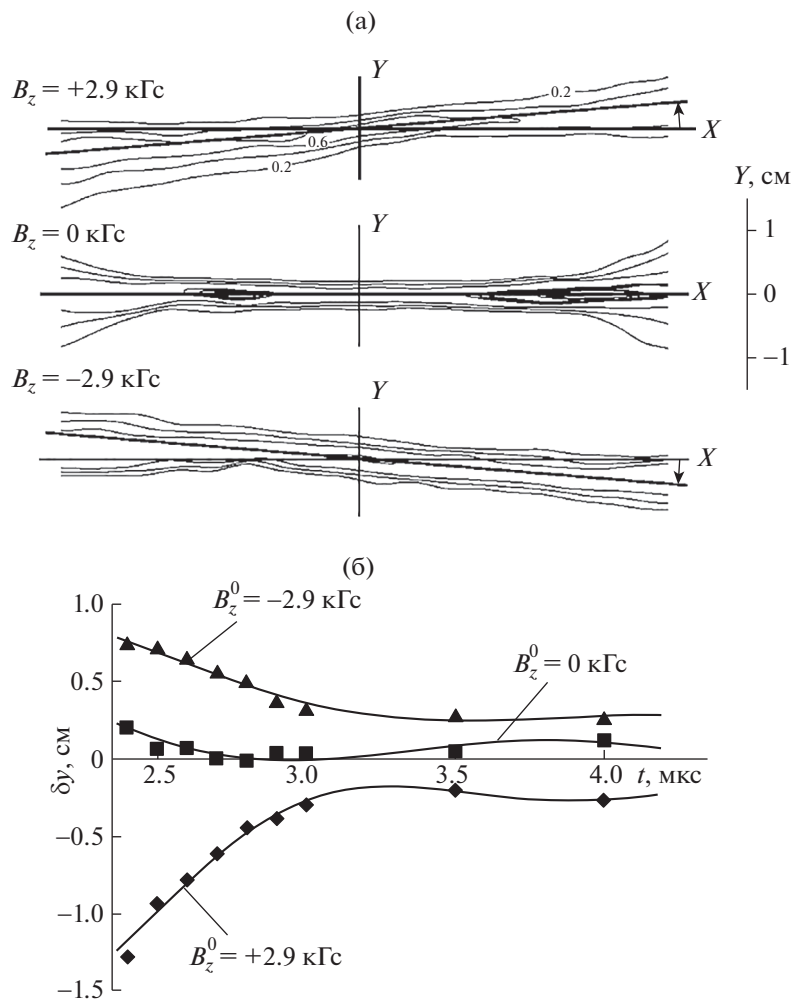 (а)
Y
B_z = +2.9 кГс
0.2
X
0.6
0.2
Y, см
Y
B_z = 0 кГс
1
X
0
−1
B_z = −2.9 кГс
Y
X
(б)
1.0
B_z^0 = −2.9 кГс
B_z^0 = 0 кГс
0.5
δy, см
0
2.5
3.0
3.5
4.0
t, мкс
−0.5
−1.0
B_z^0 = +2.9 кГс
−1.5